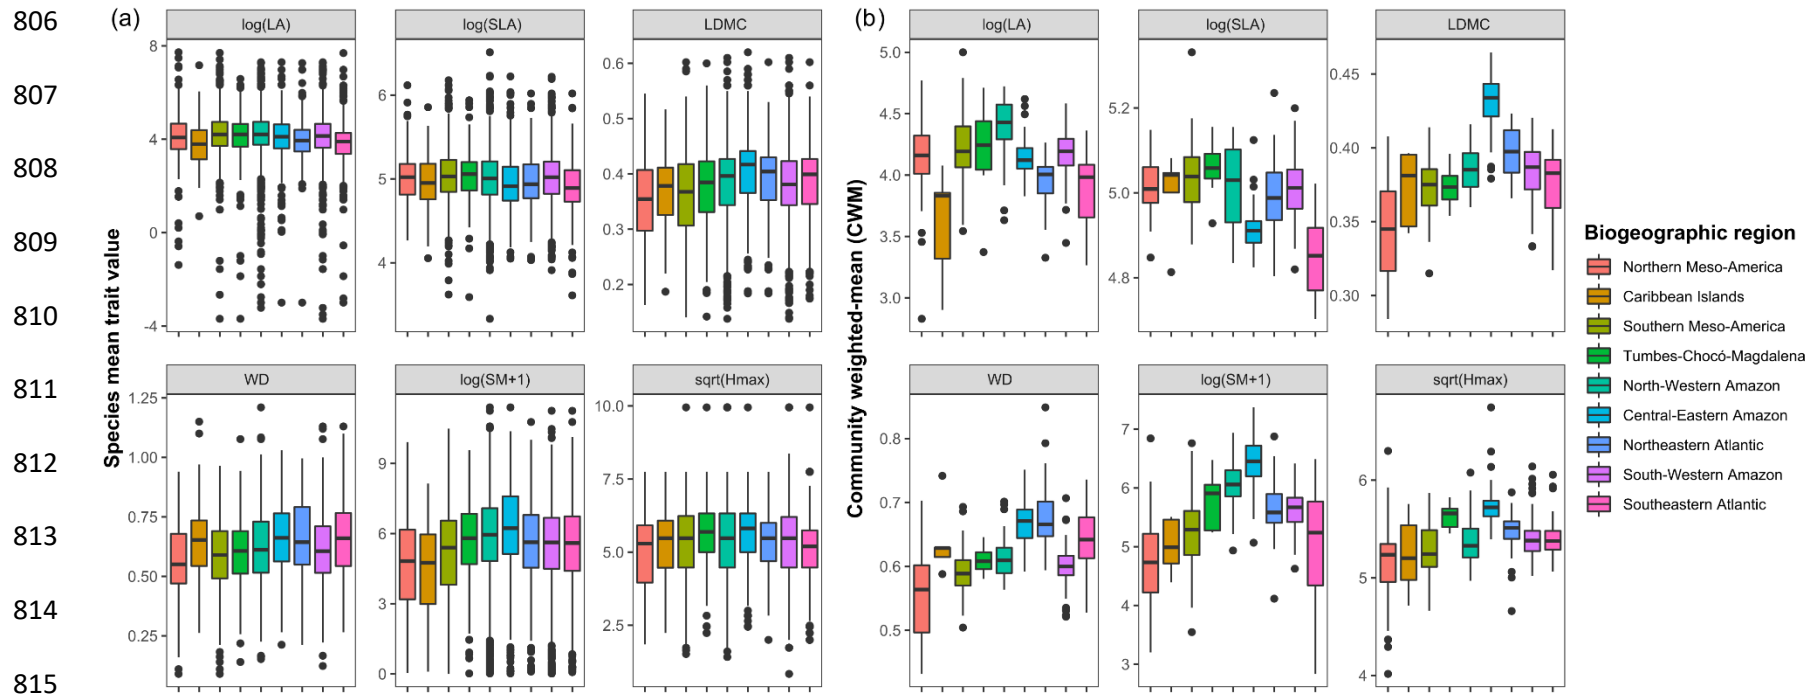 806
807
808
809
810
811
812
813
814
815
(a)
Species mean trait value
log(LA)
8
4
0
-4
log(SLA)
6
5
4
LDMC
0.6
0.5
0.4
0.3
0.2
WD
1.25
1.00
0.75
0.50
0.25
log(SM+1)
9
6
3
0
sqrt(Hmax)
10.0
7.5
5.0
2.5
(b)
Community weighted-mean (CWM)
log(LA)
5.0
4.5
4.0
3.5
3.0
log(SLA)
5.2
5.0
4.8
LDMC
0.45
0.40
0.35
0.30
WD
0.8
0.7
0.6
0.5
log(SM+1)
7
6
5
4
3
sqrt(Hmax)
6
5
4
Biogeographic region
Northern Meso-America
Caribbean Islands
Southern Meso-America
Tumbes-Chocó-Magdalena
North-Western Amazon
Central-Eastern Amazon
Northeastern Atlantic
South-Western Amazon
Southeastern Atlantic